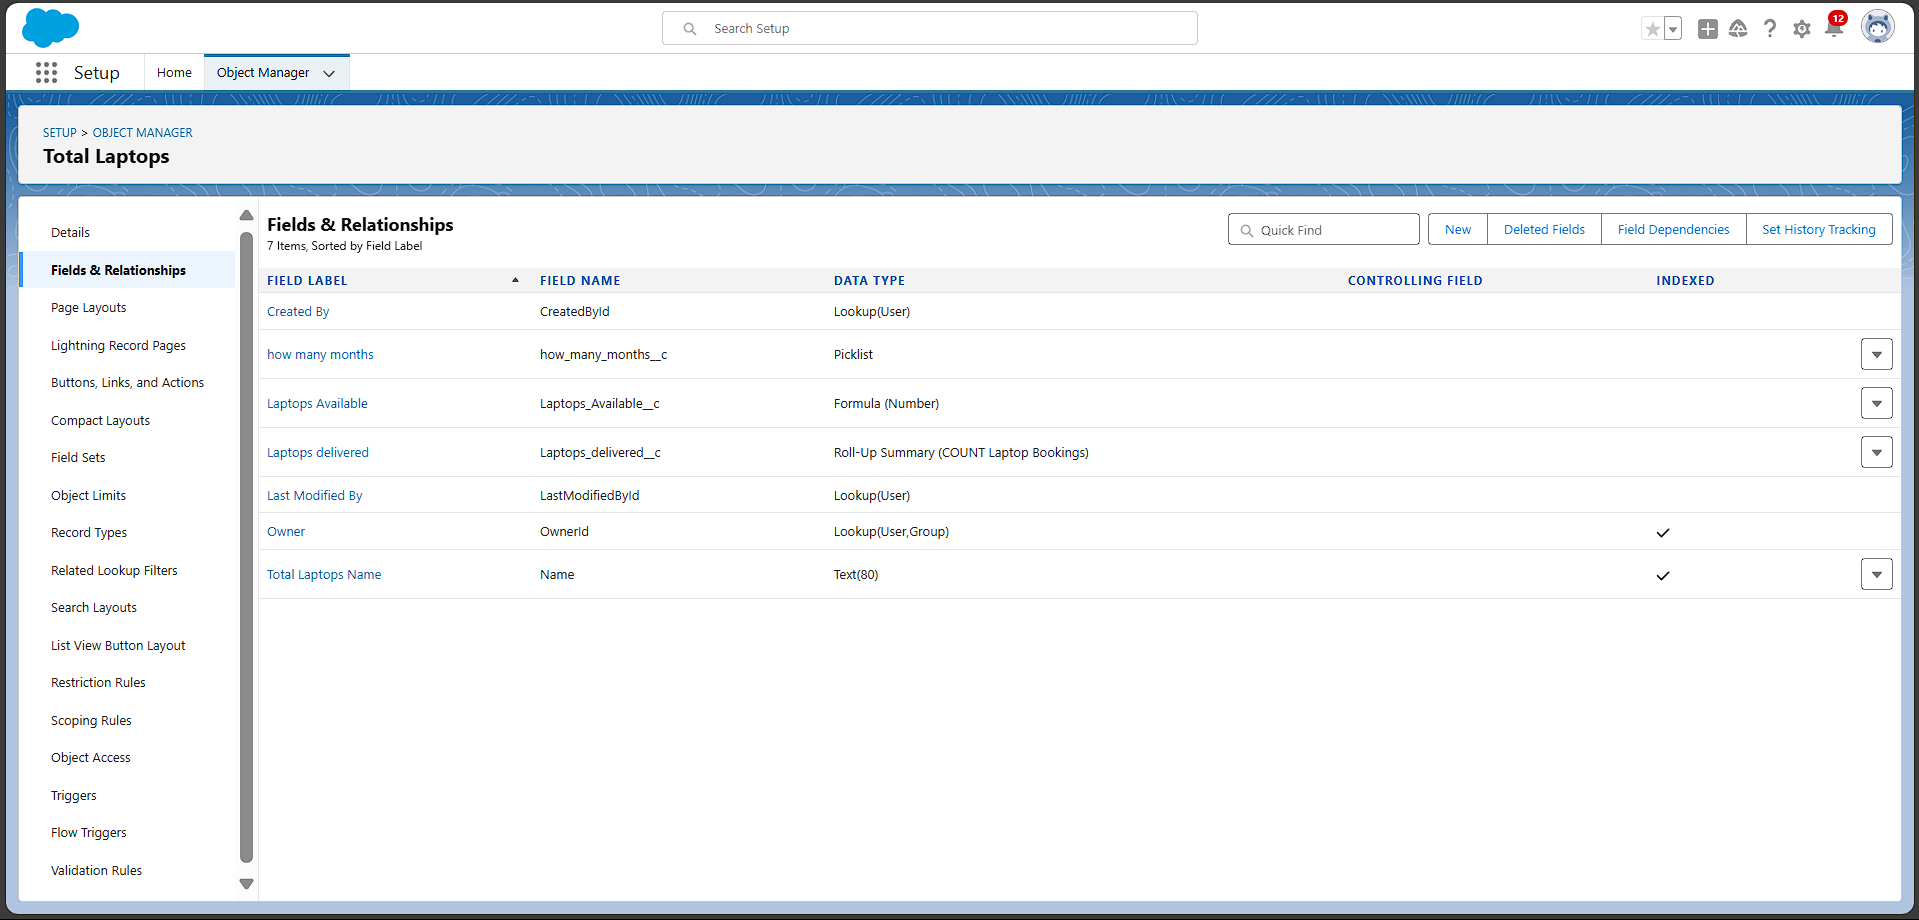 Search Setup
12
Setup
Home
Object Manager
SETUP > OBJECT MANAGER
Total Laptops
Details
Fields & Relationships
Page Layouts
Lightning Record Pages
Buttons, Links, and Actions
Compact Layouts
Field Sets
Object Limits
Record Types
Related Lookup Filters
Search Layouts
List View Button Layout
Restriction Rules
Scoping Rules
Object Access
Triggers
Flow Triggers
Validation Rules
Fields & Relationships
7 Items, Sorted by Field Label
Quick Find
New
Deleted Fields
Field Dependencies
Set History Tracking
FIELD LABEL FIELD NAME DATA TYPE CONTROLLING FIELD INDEXED
Created By CreatedById Lookup(User)
how many months how_many_months__c Picklist
Laptops Available Laptops_Available__c Formula (Number)
Laptops delivered Laptops_delivered__c Roll-Up Summary (COUNT Laptop Bookings)
Last Modified By LastModifiedById Lookup(User)
Owner OwnerId Lookup(User,Group)
Total Laptops Name Name Text(80)